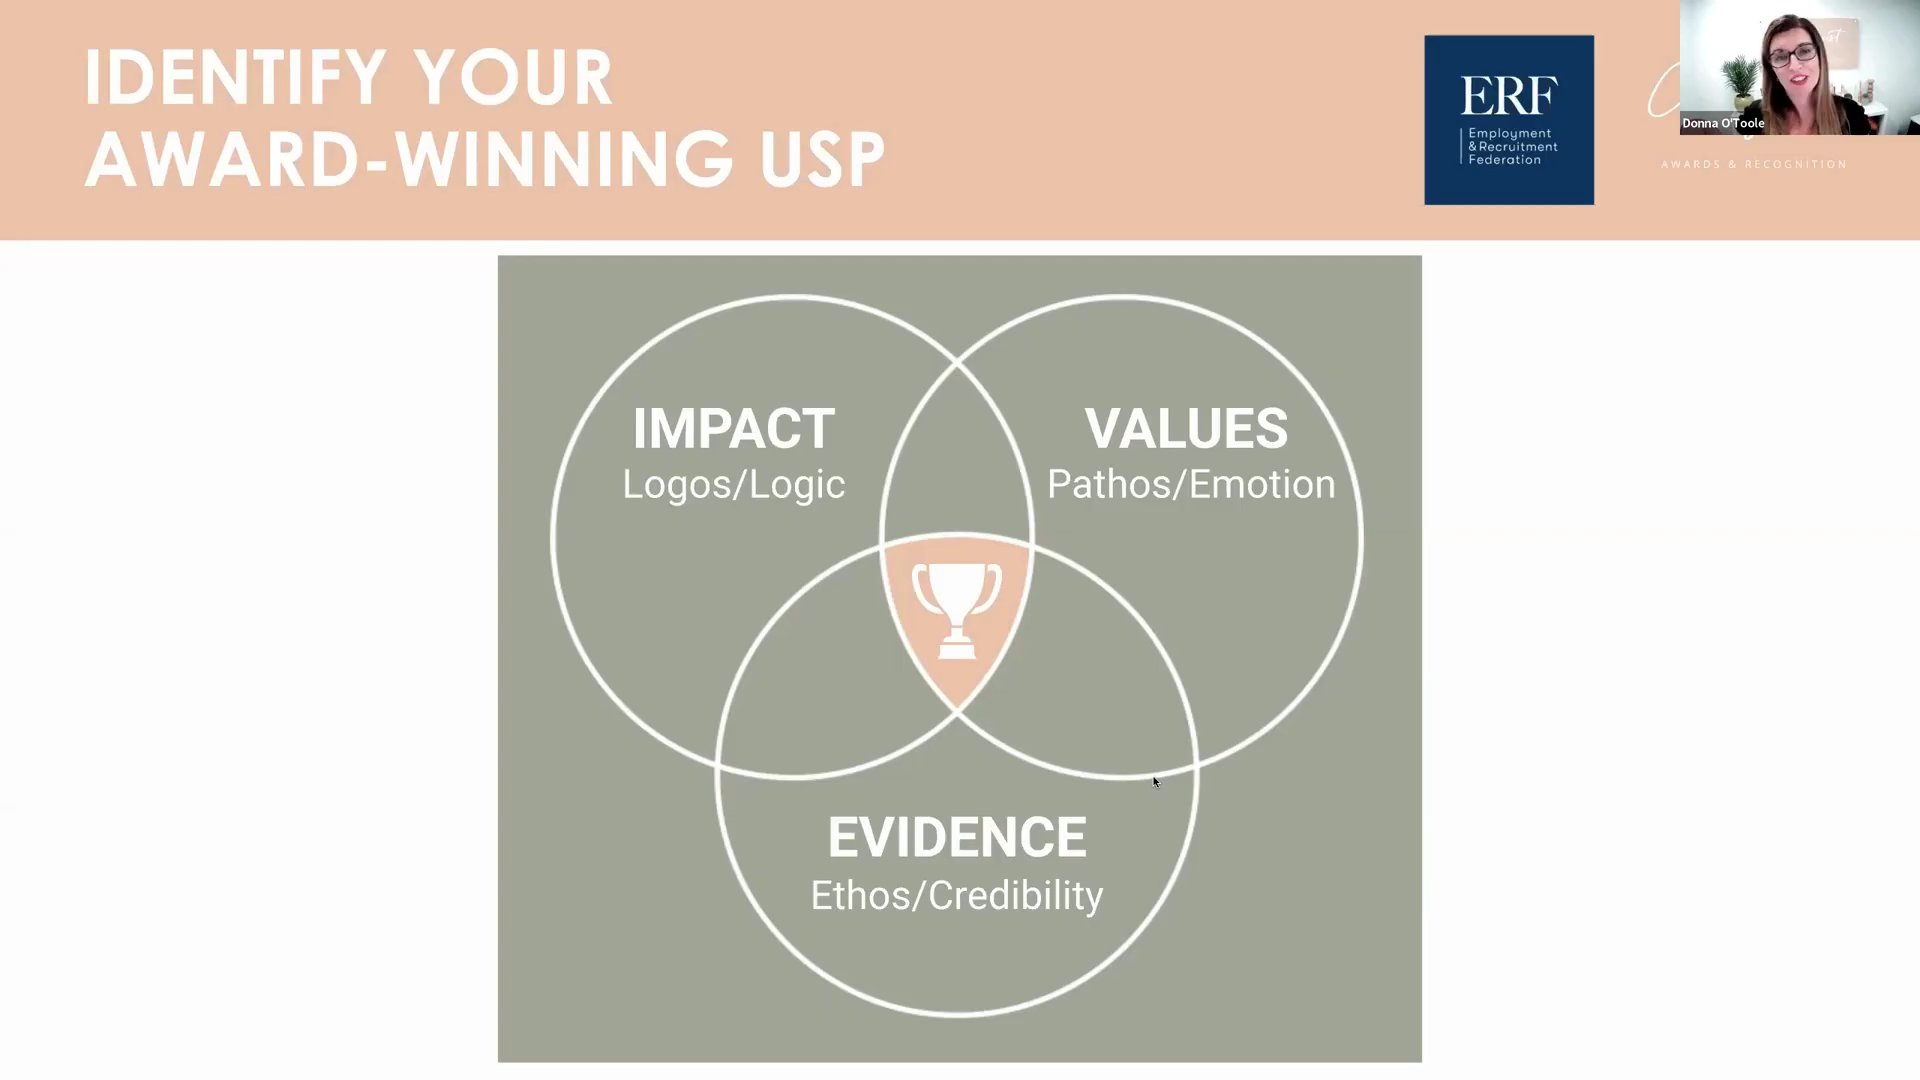 IDENTIFY YOUR
AWARD-WINNING USP
ERF
Employment
&Recruitment
Federation
Donna O'Toole
AWARDS & RECOGNITION
IMPACT
Logos/Logic
VALUES
Pathos/Emotion
EVIDENCE
Ethos/Credibility